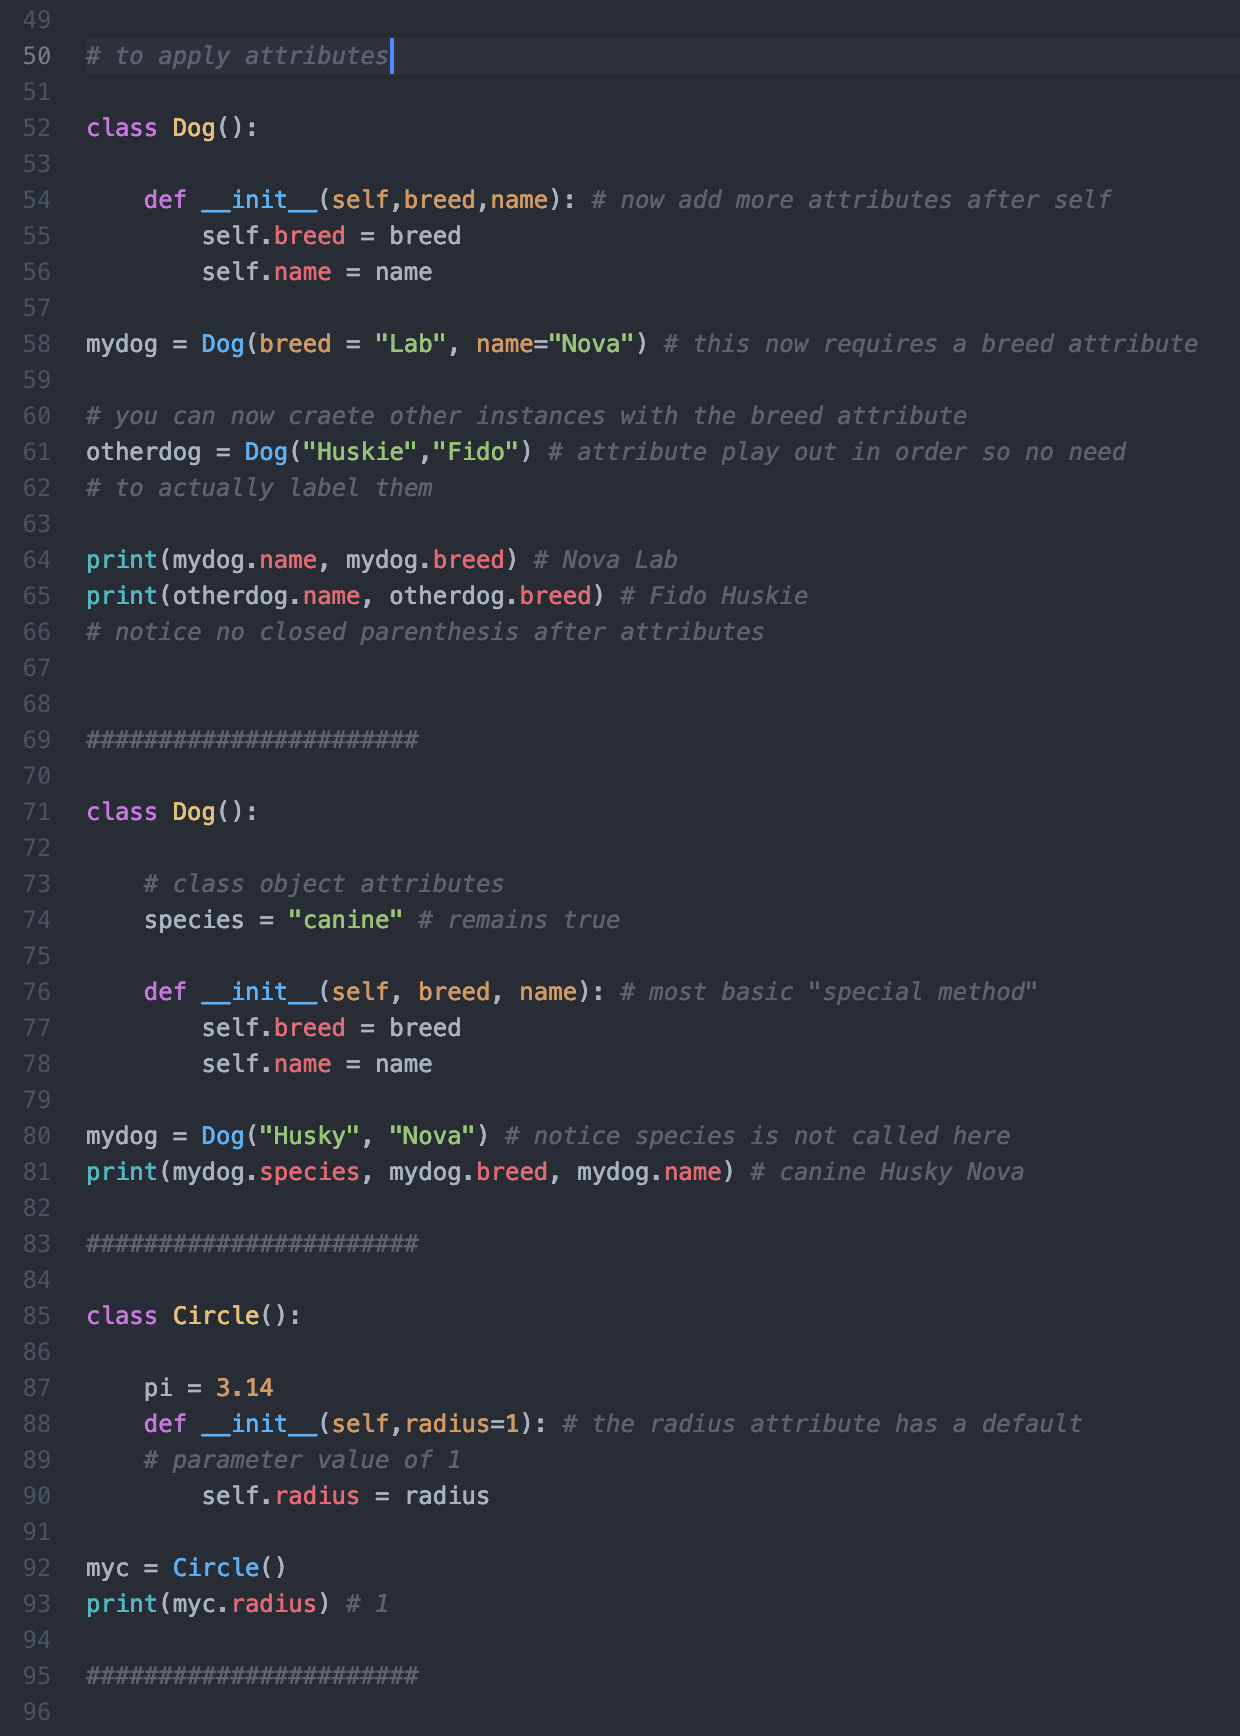 49
50 # to apply attributes
51
52 class Dog():
53
54     def __init__(self,breed,name): # now add more attributes after self
55         self.breed = breed
56         self.name = name
57
58 mydog = Dog(breed = "Lab", name="Nova") # this now requires a breed attribute
59
60 # you can now craete other instances with the breed attribute
61 otherdog = Dog("Huskie","Fido") # attribute play out in order so no need
62 # to actually label them
63
64 print(mydog.name, mydog.breed) # Nova Lab
65 print(otherdog.name, otherdog.breed) # Fido Huskie
66 # notice no closed parenthesis after attributes
67
68
69 #######################
70
71 class Dog():
72
73     # class object attributes
74     species = "canine" # remains true
75
76     def __init__(self, breed, name): # most basic "special method"
77         self.breed = breed
78         self.name = name
79
80 mydog = Dog("Husky", "Nova") # notice species is not called here
81 print(mydog.species, mydog.breed, mydog.name) # canine Husky Nova
82
83 #######################
84
85 class Circle():
86
87     pi = 3.14
88     def __init__(self,radius=1): # the radius attribute has a default
89     # parameter value of 1
90         self.radius = radius
91
92 myc = Circle()
93 print(myc.radius) # 1
94
95 #######################
96